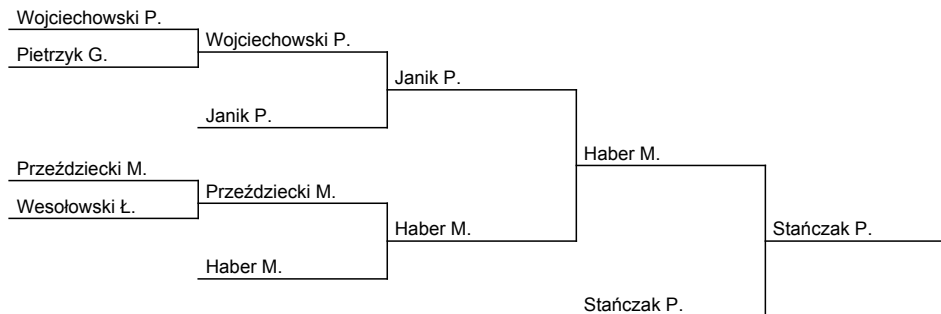 Wojciechowski P.
Wojciechowski P.
Pietrzyk G.
Janik P.
Janik P.
Haber M.
Przeździecki M.
Przeździecki M.
Wesołowski Ł.
Haber M.
Stańczak P.
Haber M.
Stańczak P.